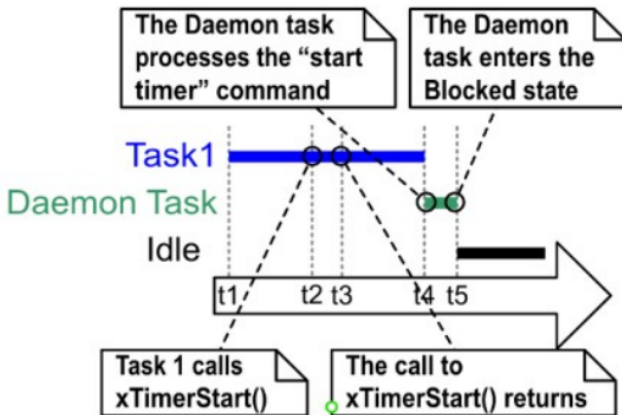 The Daemon task
processes the “start
timer” command
The Daemon
task enters the
Blocked state
Task1
Daemon Task
Idle
t1 t2 t3 t4 t5
Task 1 calls
xTimerStart()
The call to
xTimerStart() returns